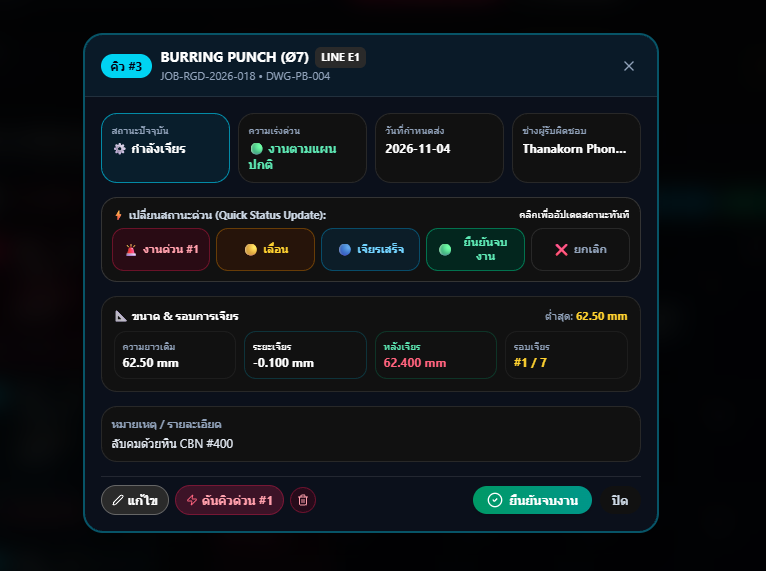 คิว #3
BURRING PUNCH (Ø7) LINE E1
JOB-RGD-2026-018 • DWG-PB-004
สถานะปัจจุบัน
กำลังเจียร
ความเร่งด่วน
งานตามแผน
ปกติ
วันที่กำหนดส่ง
2026-11-04
ช่างผู้รับผิดชอบ
Thanakorn Phon...
เปลี่ยนสถานะด่วน (Quick Status Update):
คลิกเพื่ออัปเดตสถานะทันที
งานด่วน #1
เลื่อน
เจียรเสร็จ
ยืนยันจบ
งาน
ยกเลิก
ขนาด & รอบการเจียร
ต่ำสุด: 62.50 mm
ความยาวเดิม
62.50 mm
ระยะเจียร
-0.100 mm
หลังเจียร
62.400 mm
รอบเจียร
#1 / 7
หมายเหตุ / รายละเอียด
ลับคมด้วยหิน CBN #400
แก้ไข
ดันคิวด่วน #1
ยืนยันจบงาน
ปิด